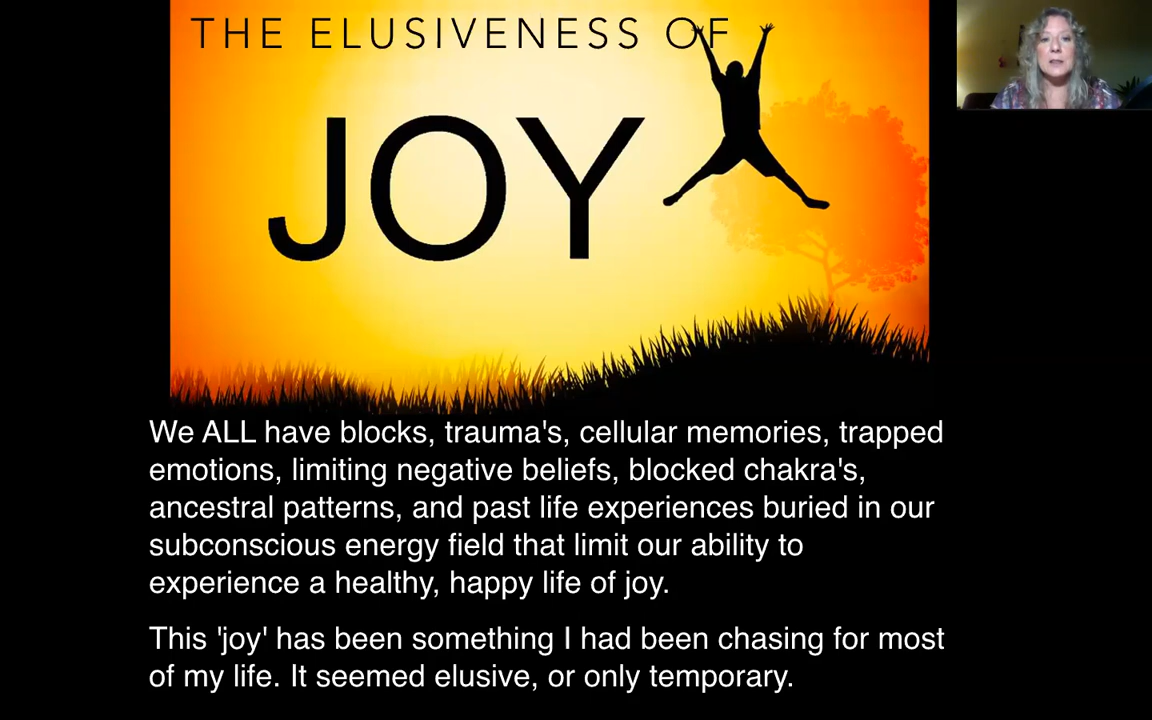 THE ELUSIVENESS OF
JOY
We ALL have blocks, trauma's, cellular memories, trapped
emotions, limiting negative beliefs, blocked chakra's,
ancestral patterns, and past life experiences buried in our
subconscious energy field that limit our ability to
experience a healthy, happy life of joy.
This 'joy' has been something I had been chasing for most
of my life. It seemed elusive, or only temporary.